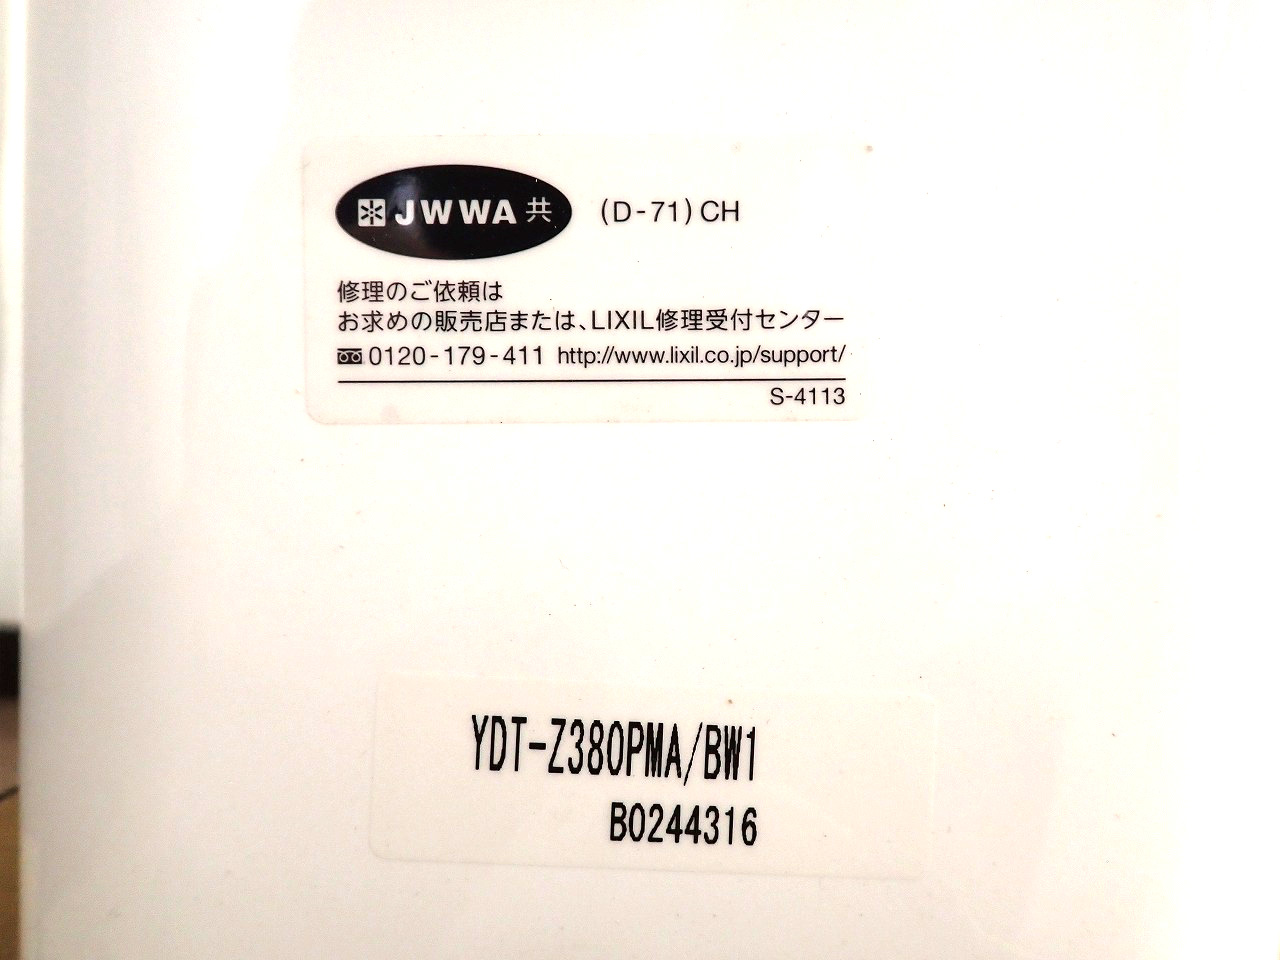 JWWA 共 (D-71) CH
修理のご依頼は
お求めの販売店または、LIXIL修理受付センター
0120-179-411 http://www.lixil.co.jp/support/
S-4113
YDT-Z380PMA/BW1
B0244316